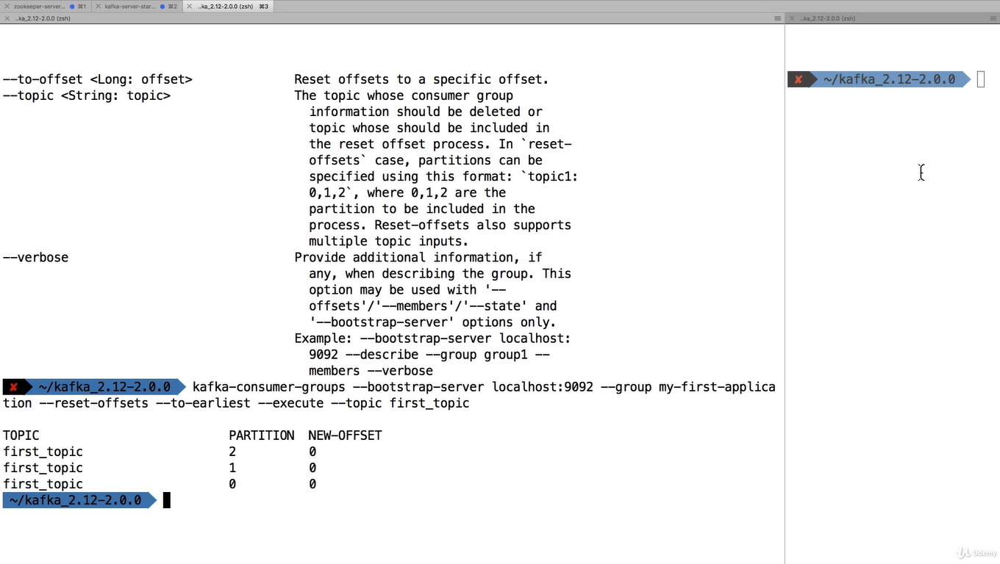 zookeeper-server... ⌘1
kafka-server-star... ⌘2
..ka_2.12-2.0.0 (zsh) ⌘3
..ka_2.12-2.0.0 (zsh)
..ka_2.12-2.0.0 (zsh)
--to-offset <Long: offset> Reset offsets to a specific offset.
--topic <String: topic> The topic whose consumer group
information should be deleted or
topic whose should be included in
the reset offset process. In `reset-
offsets` case, partitions can be
specified using this format: `topic1:
0,1,2`, where 0,1,2 are the
partition to be included in the
process. Reset-offsets also supports
multiple topic inputs.
--verbose Provide additional information, if
any, when describing the group. This
option may be used with '--
offsets'/'--members'/'--state' and
'--bootstrap-server' options only.
Example: --bootstrap-server localhost:
9092 --describe --group group1 --
members --verbose
✘ ~/kafka_2.12-2.0.0 kafka-consumer-groups --bootstrap-server localhost:9092 --group my-first-applica
tion --reset-offsets --to-earliest --execute --topic first_topic
TOPIC PARTITION NEW-OFFSET
first_topic 2 0
first_topic 1 0
first_topic 0 0
~/kafka_2.12-2.0.0
✘ ~/kafka_2.12-2.0.0
Udemy